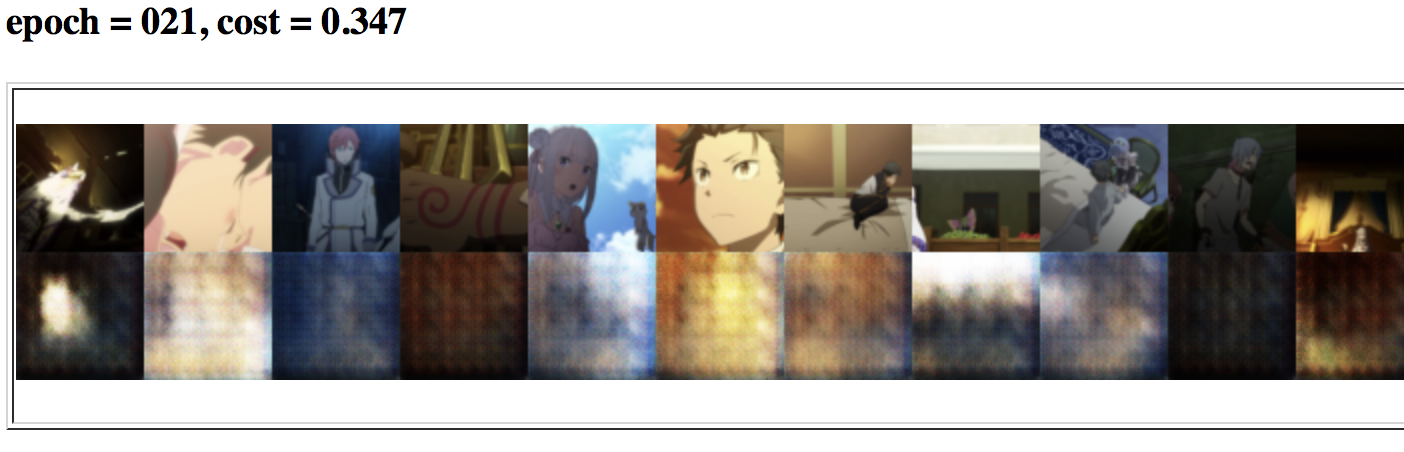 epoch = 021, cost = 0.347